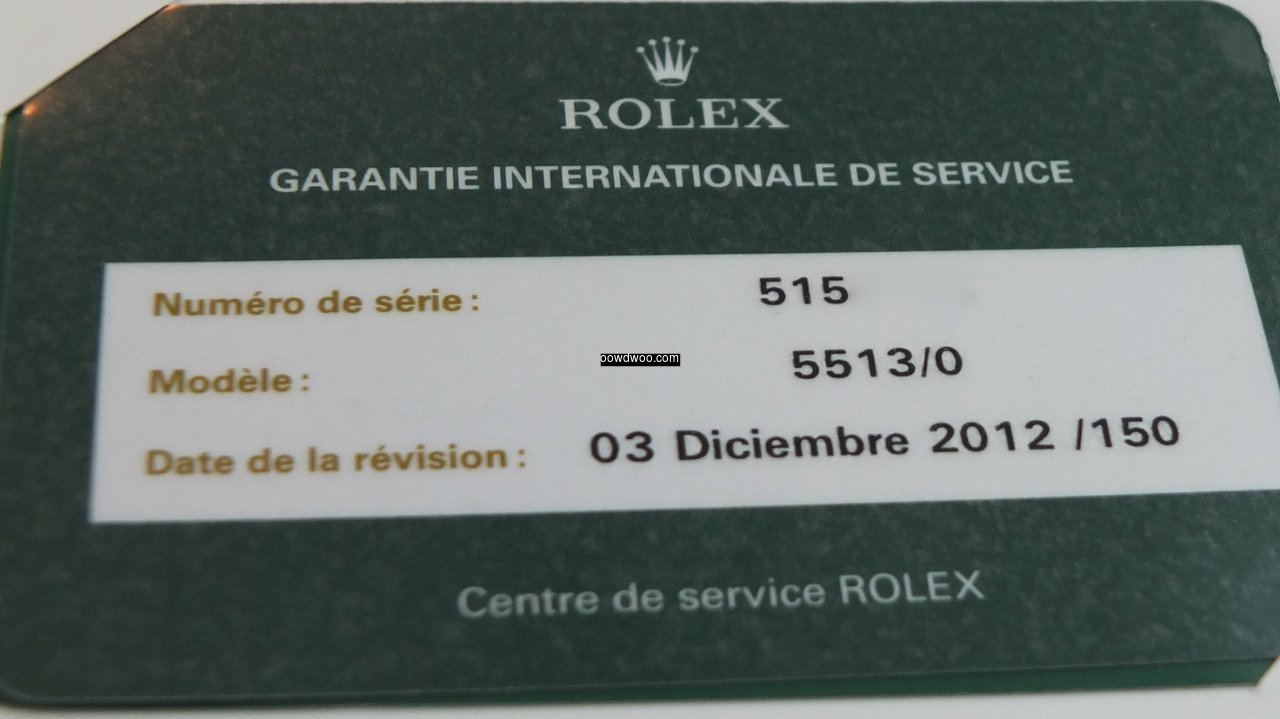 ROLEX
GARANTIE INTERNATIONALE DE SERVICE
Numéro de série: 515
Modèle: 5513/0
powdwoo.com
Date de la révision: 03 Diciembre 2012 /150
Centre de service ROLEX